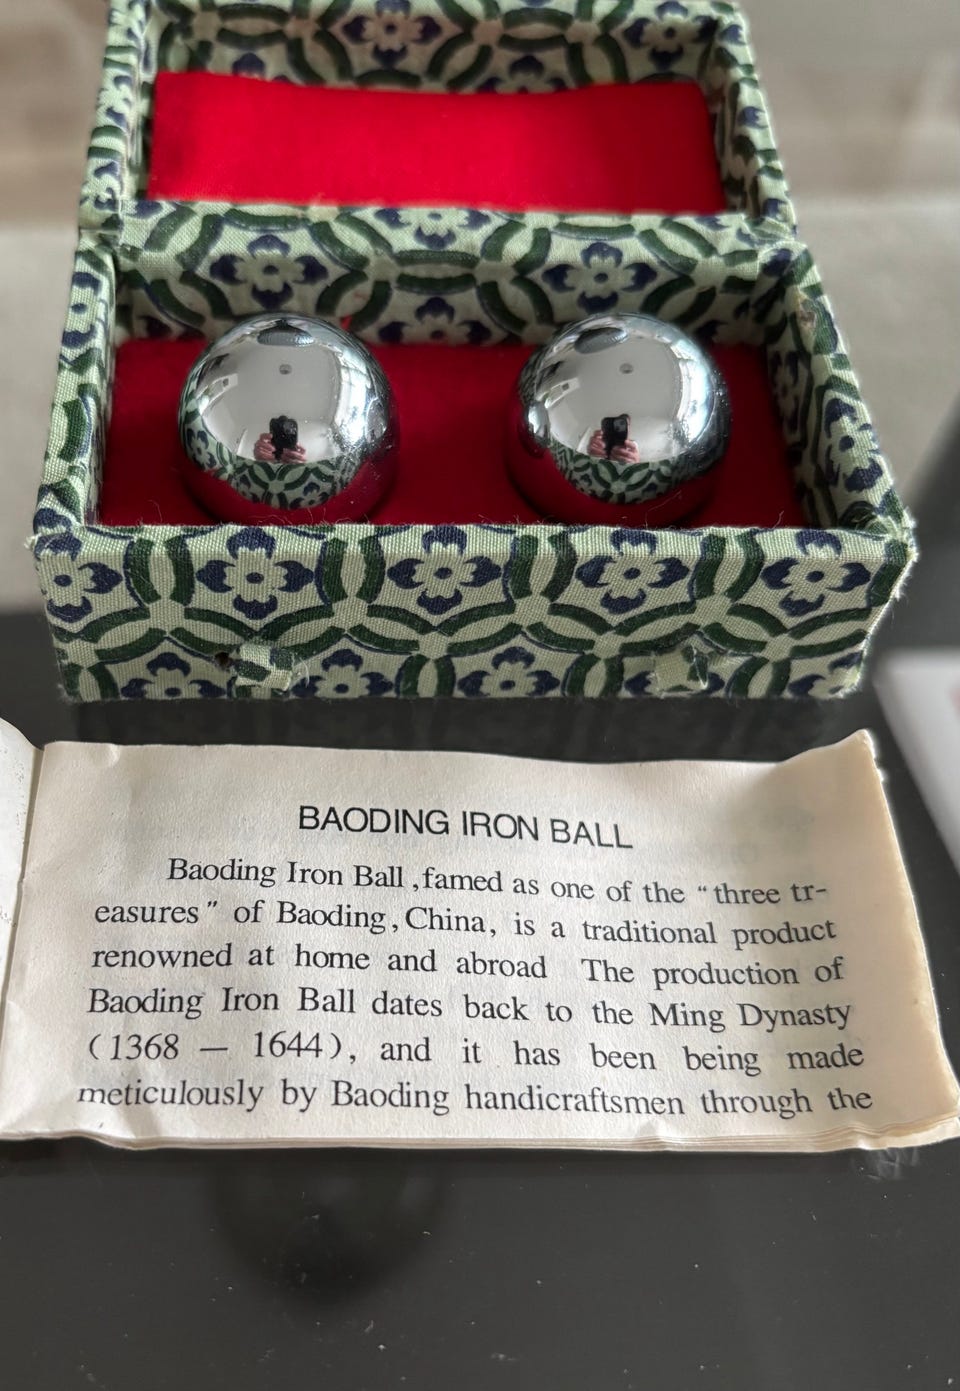 BAODING IRON BALL
Baoding Iron Ball , famed as one of the “ three tr-
easures ” of Baoding , China, is a traditional product
renowned at home and abroad The production of
Baoding Iron Ball dates back to the Ming Dynasty
( 1368 — 1644 ) , and it has been being made
meticulously by Baoding handicraftsmen through the